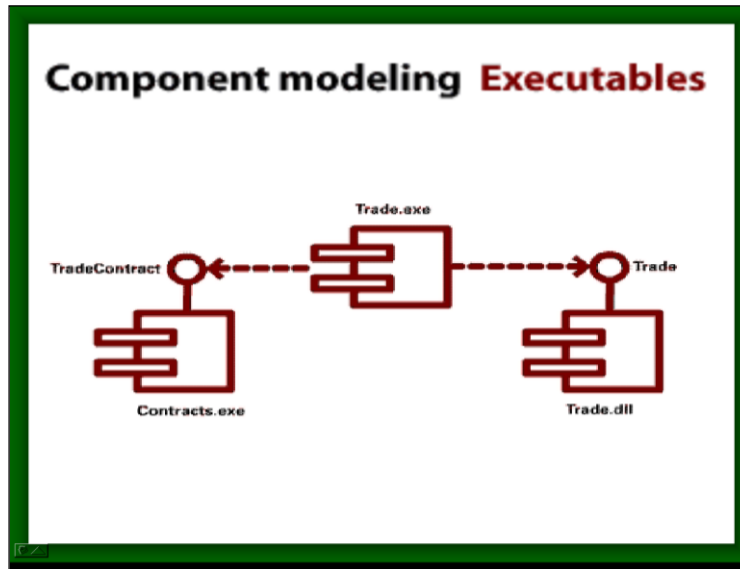 Component modeling Executables
Trade.exe
TradeContract
Trade
Contracts.exe
Trade.dll